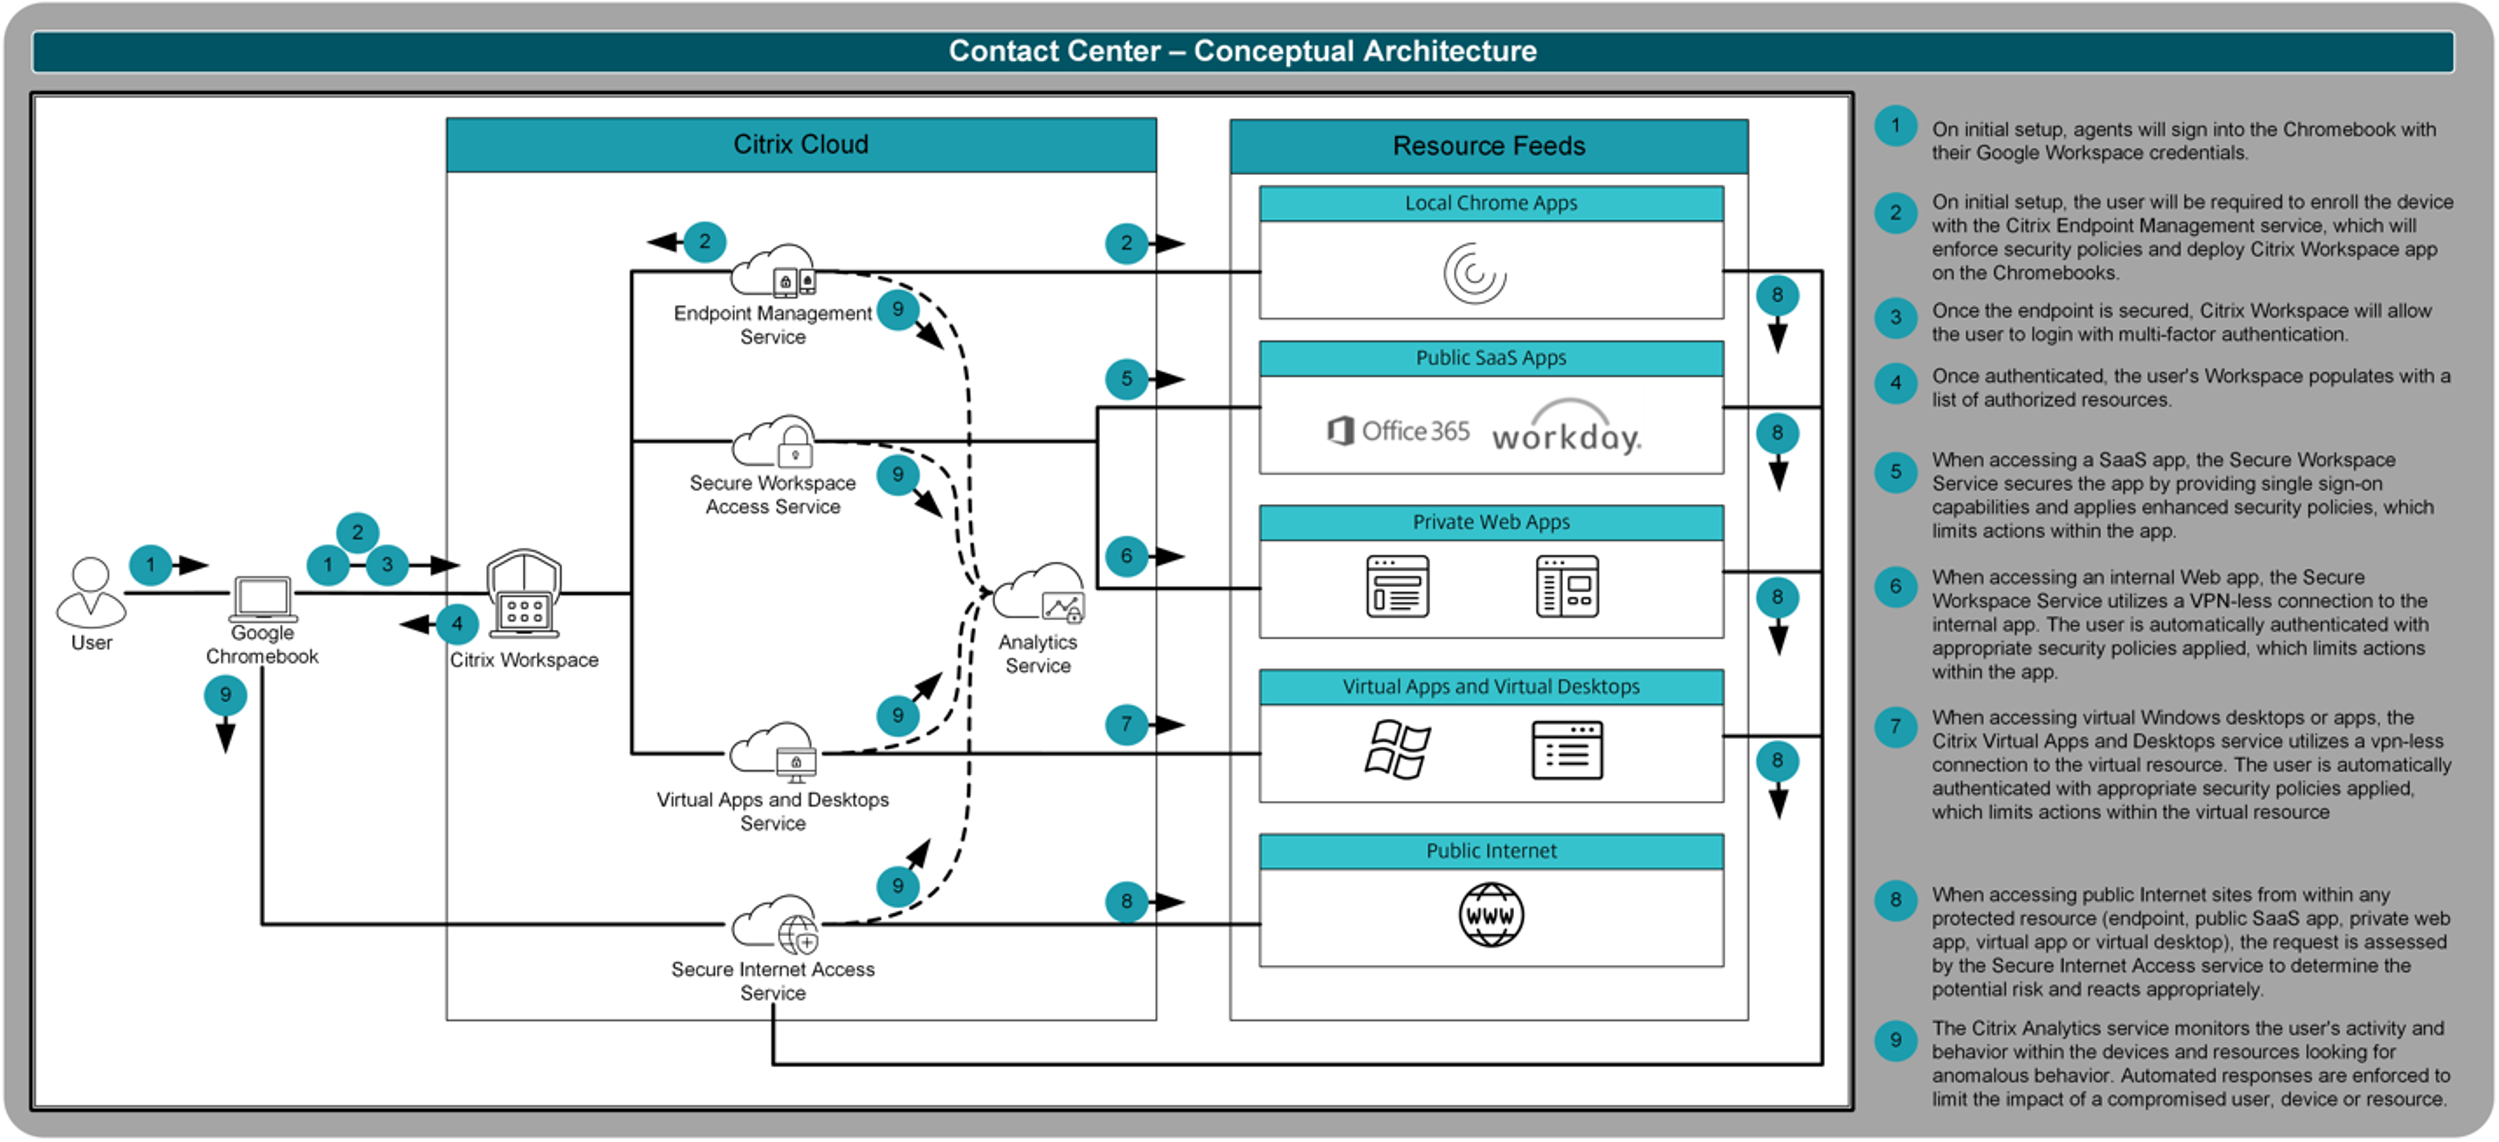 Contact Center – Conceptual Architecture
Citrix Cloud
Resource Feeds
Local Chrome Apps
2
2
8
Endpoint Management
Service
9
Public SaaS Apps
5
Office 365
workday.
8
9
Secure Workspace
Access Service
Private Web Apps
2
1
1
3
6
8
User
Google
Chromebook
4
Citrix Workspace
Analytics
Service
Virtual Apps and Virtual Desktops
9
9
7
8
Virtual Apps and Desktops
Service
Public Internet
9
8
www
Secure Internet Access
Service
1
On initial setup, agents will sign into the Chromebook with
their Google Workspace credentials.
2
On initial setup, the user will be required to enroll the device
with the Citrix Endpoint Management service, which will
enforce security policies and deploy Citrix Workspace app
on the Chromebooks.
3
Once the endpoint is secured, Citrix Workspace will allow
the user to login with multi-factor authentication.
4
Once authenticated, the user's Workspace populates with a
list of authorized resources.
5
When accessing a SaaS app, the Secure Workspace
Service secures the app by providing single sign-on
capabilities and applies enhanced security policies, which
limits actions within the app.
6
When accessing an internal Web app, the Secure
Workspace Service utilizes a VPN-less connection to the
internal app. The user is automatically authenticated with
appropriate security policies applied, which limits actions
within the app.
7
When accessing virtual Windows desktops or apps, the
Citrix Virtual Apps and Desktops service utilizes a vpn-less
connection to the virtual resource. The user is automatically
authenticated with appropriate security policies applied,
which limits actions within the virtual resource
8
When accessing public Internet sites from within any
protected resource (endpoint, public SaaS app, private web
app, virtual app or virtual desktop), the request is assessed
by the Secure Internet Access service to determine the
potential risk and reacts appropriately.
9
The Citrix Analytics service monitors the user's activity and
behavior within the devices and resources looking for
anomalous behavior. Automated responses are enforced to
limit the impact of a compromised user, device or resource.